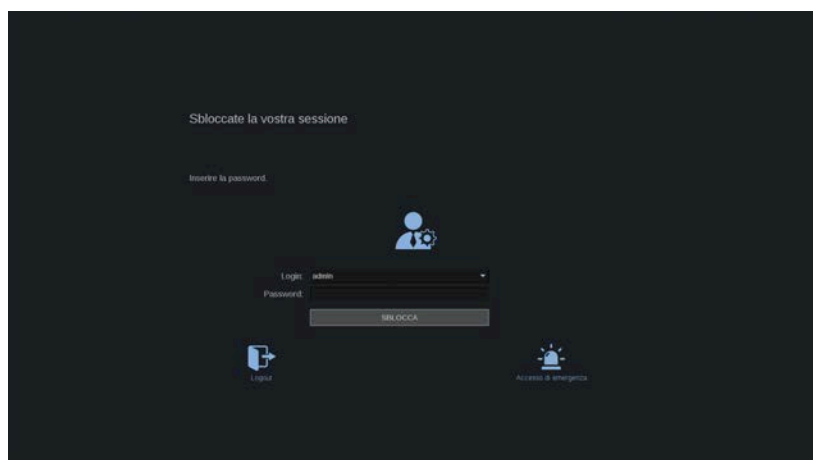 Sbloccate la vostra sessione
Inserire la password.
Login: admin
Password:
SBLOCCA
Logout
Accesso di emergenza